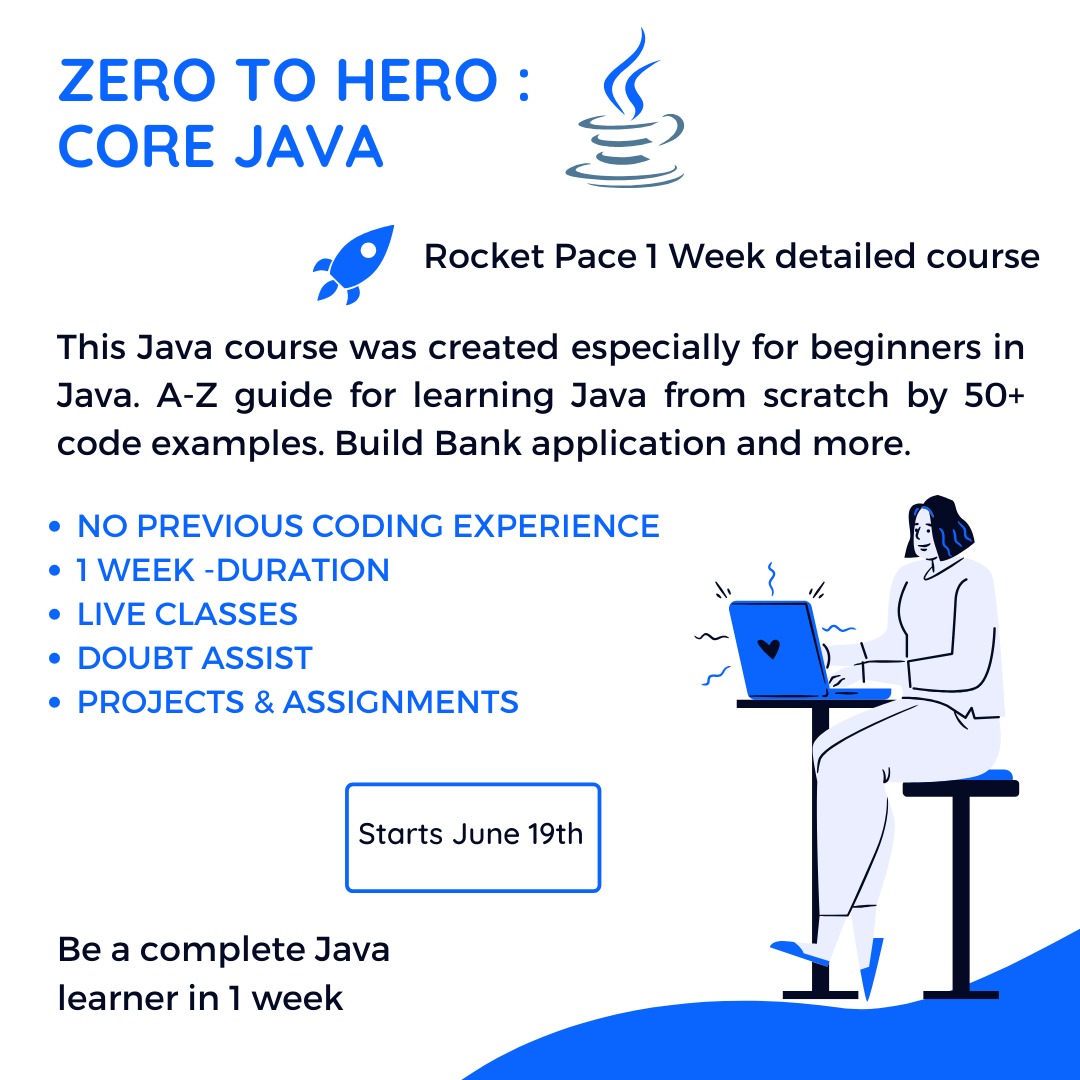 ZERO TO HERO :
CORE JAVA
Rocket Pace 1 Week detailed course
This Java course was created especially for beginners in
Java. A-Z guide for learning Java from scratch by 50+
code examples. Build Bank application and more.
• NO PREVIOUS CODING EXPERIENCE
• 1 WEEK -DURATION
• LIVE CLASSES
• DOUBT ASSIST
• PROJECTS & ASSIGNMENTS
Starts June 19th
Be a complete Java
learner in 1 week